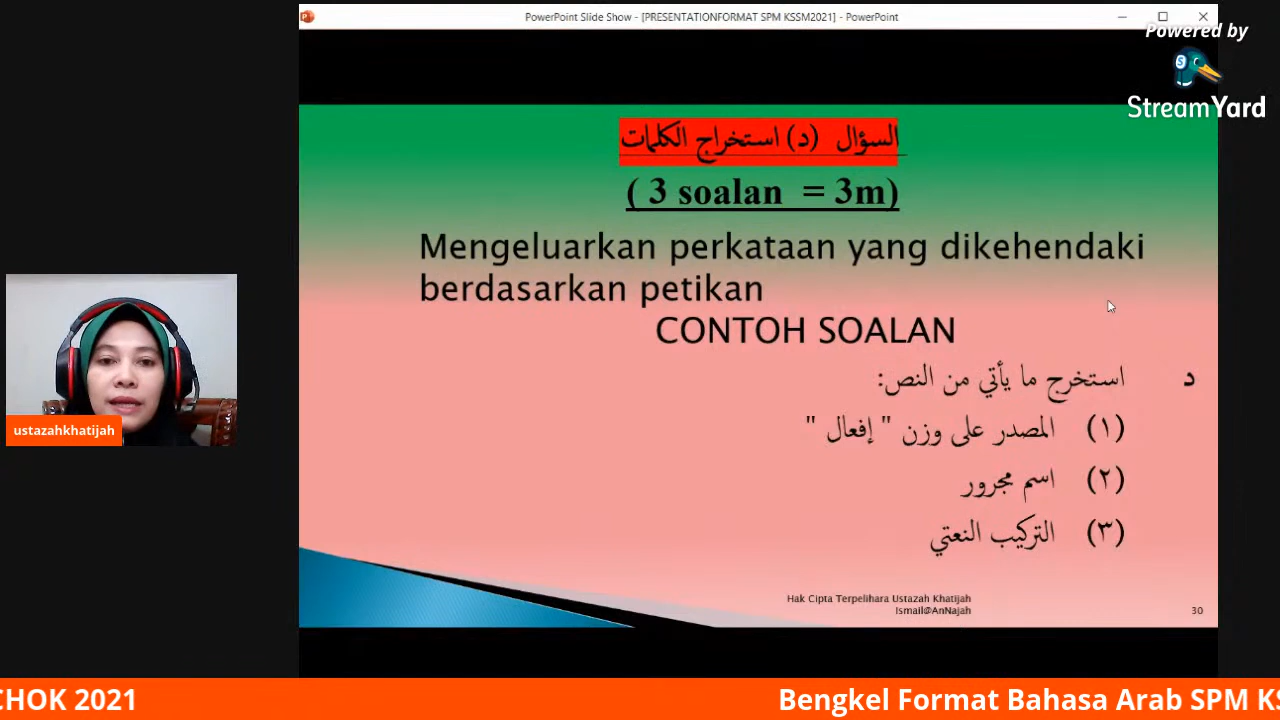 PowerPoint Slide Show - [PRESENTATIONFORMAT SPM KSSM2021] - PowerPoint
Powered by
StreamYard
السؤال (د) استخراج الكلمات
( 3 soalan = 3m)
Mengeluarkan perkataan yang dikehendaki
berdasarkan petikan
CONTOH SOALAN
د استخرج ما يأتي من النص:
(١) المصدر على وزن " إفعال "
(٢) اسم مجرور
(٣) التركيب النعتي
ustazahkhatijah
Hak Cipta Terpelihara Ustazah Khatijah
Ismail@AnNajah
30
CHOK 2021
Bengkel Format Bahasa Arab SPM KS